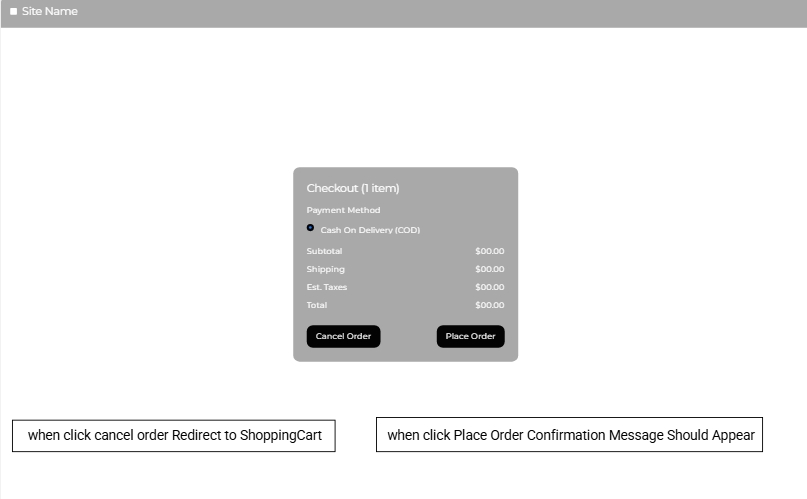 Site Name
Checkout (1 item)
Payment Method
Cash On Delivery (COD)
Subtotal $00.00
Shipping $00.00
Est. Taxes $00.00
Total $00.00
Cancel Order Place Order
when click cancel order Redirect to ShoppingCart
when click Place Order Confirmation Message Should Appear